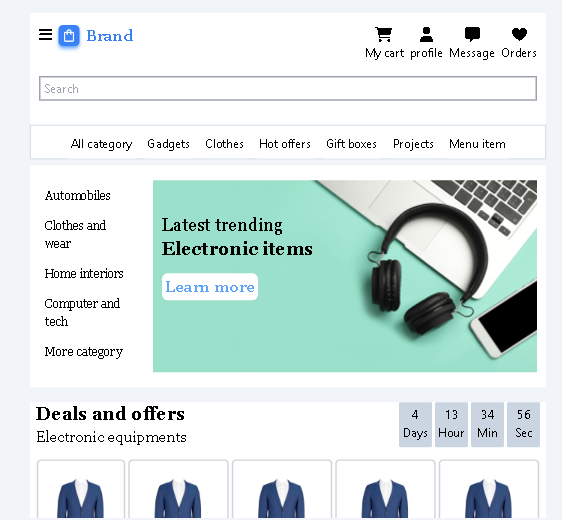 Brand
My cart profile Message Orders
Search
All category Gadgets Clothes Hot offers Gift boxes Projects Menu item
Automobiles
Clothes and
wear
Home interiors
Computer and
tech
More category
Latest trending
Electronic items
Learn more
Deals and offers
Electronic equipments
4 13 34 56
Days Hour Min Sec